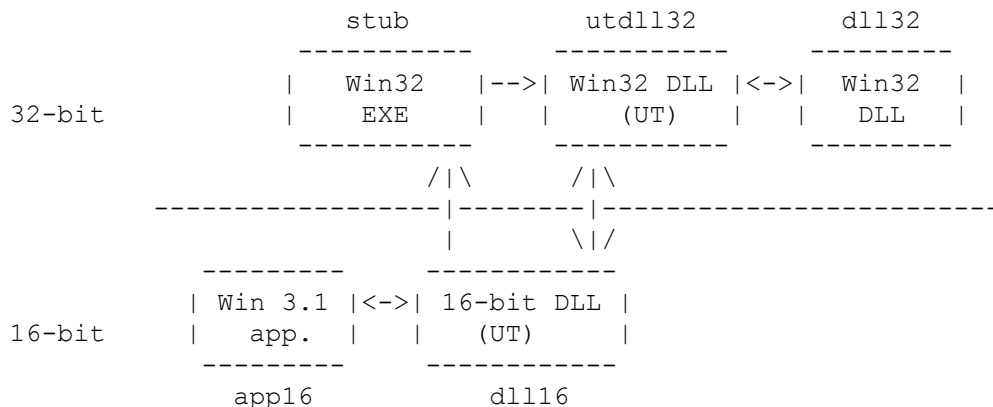 stub utdll32 dll32
----------- ----------- ---------
| Win32 |-->| Win32 DLL |<->| Win32 |
32-bit | EXE | | (UT) | | DLL |
----------- ----------- ---------
/|\ /|\
------------------|--------|-------------------------
| \|/
--------- ------------
| Win 3.1 |<->| 16-bit DLL |
16-bit | app. | | (UT) |
--------- ------------
app16 dll16